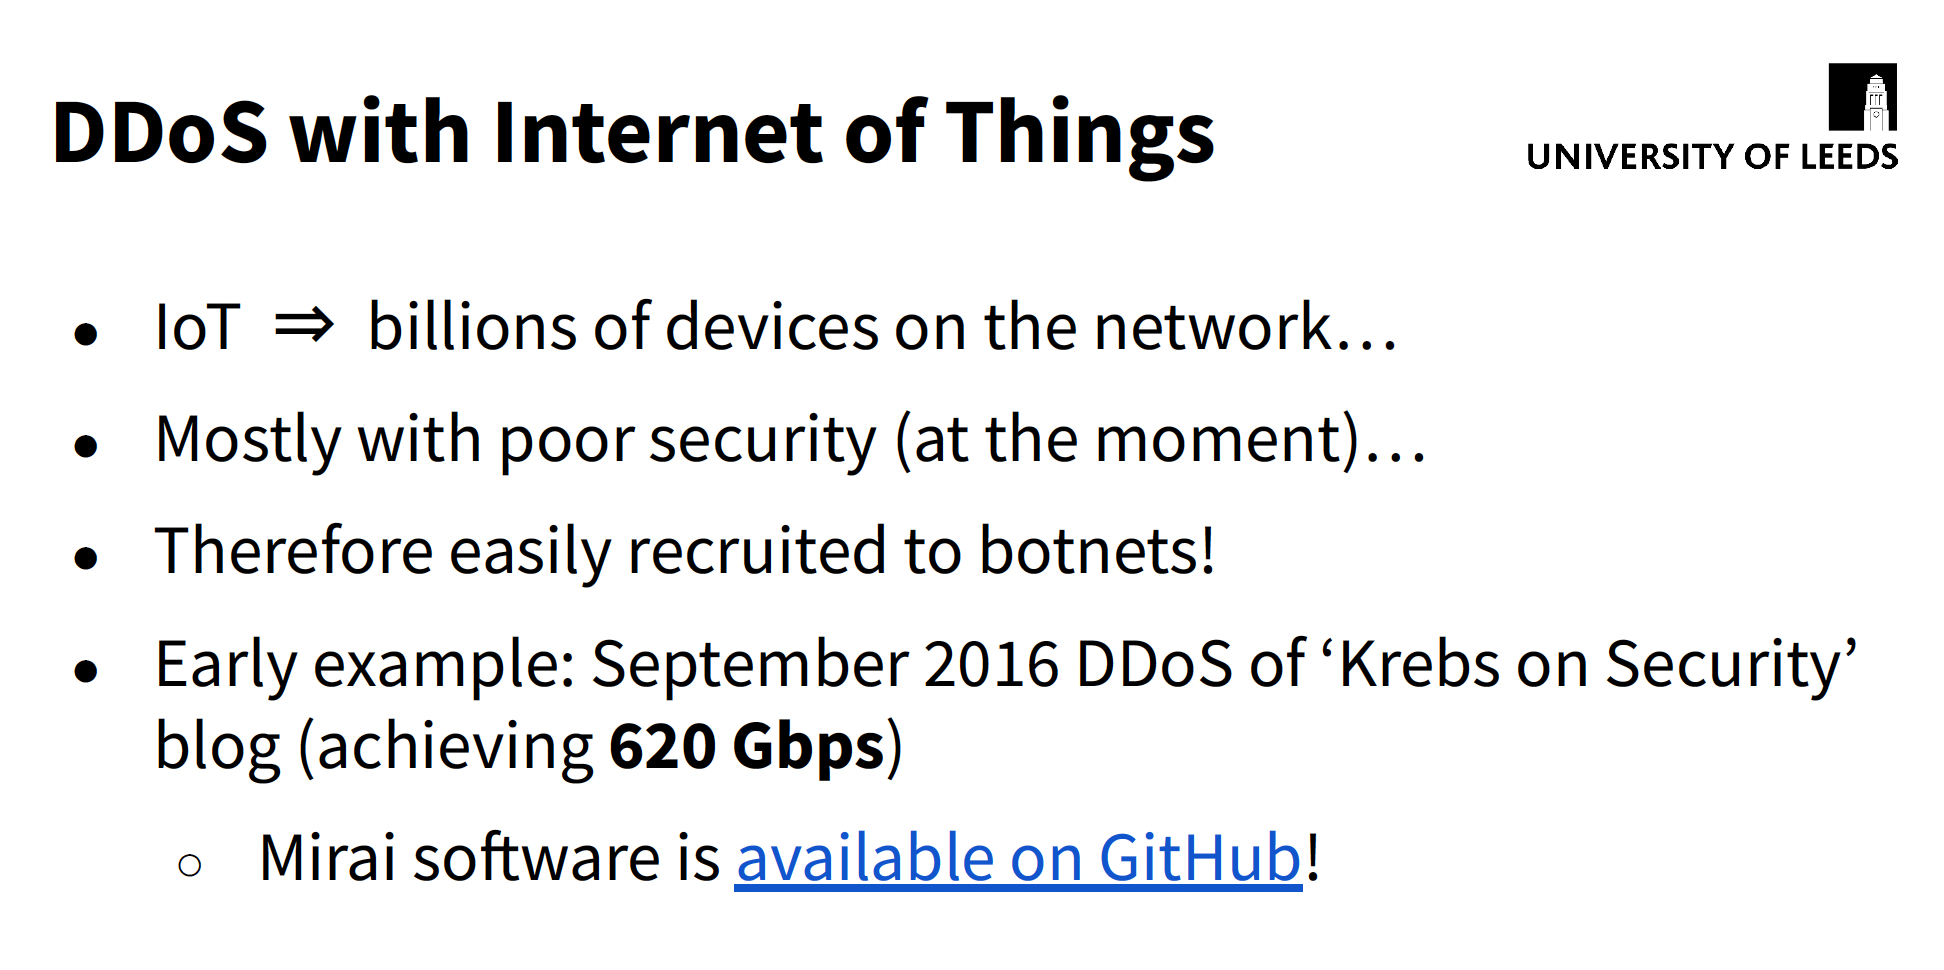 DDoS with Internet of Things
UNIVERSITY OF LEEDS
● IoT ⇒ billions of devices on the network…
● Mostly with poor security (at the moment)…
● Therefore easily recruited to botnets!
● Early example: September 2016 DDoS of ‘Krebs on Security’
blog (achieving 620 Gbps)
○ Mirai software is available on GitHub!